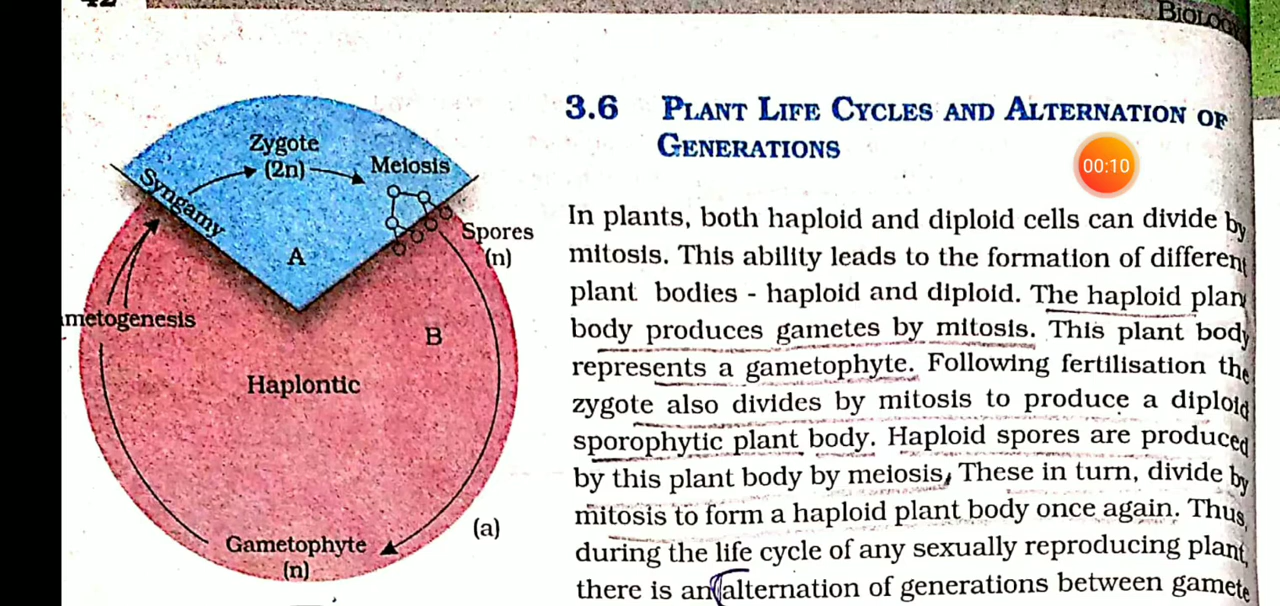 BIOLOGY
Zygote
(2n)
Meiosis
Syngamy
A
Spores
(n)
metogenesis
B
Haplontic
Gametophyte
(n)
(a)
3.6 PLANT LIFE CYCLES AND ALTERNATION OF
GENERATIONS
00:10
In plants, both haploid and diploid cells can divide by
mitosis. This ability leads to the formation of different
plant bodies - haploid and diploid. The haploid plan
body produces gametes by mitosis. This plant body
represents a gametophyte. Following fertilisation the
zygote also divides by mitosis to produce a diploid
sporophytic plant body. Haploid spores are produced
by this plant body by meiosis. These in turn, divide by
mitosis to form a haploid plant body once again. Thus,
during the life cycle of any sexually reproducing plant,
there is an alternation of generations between gamete